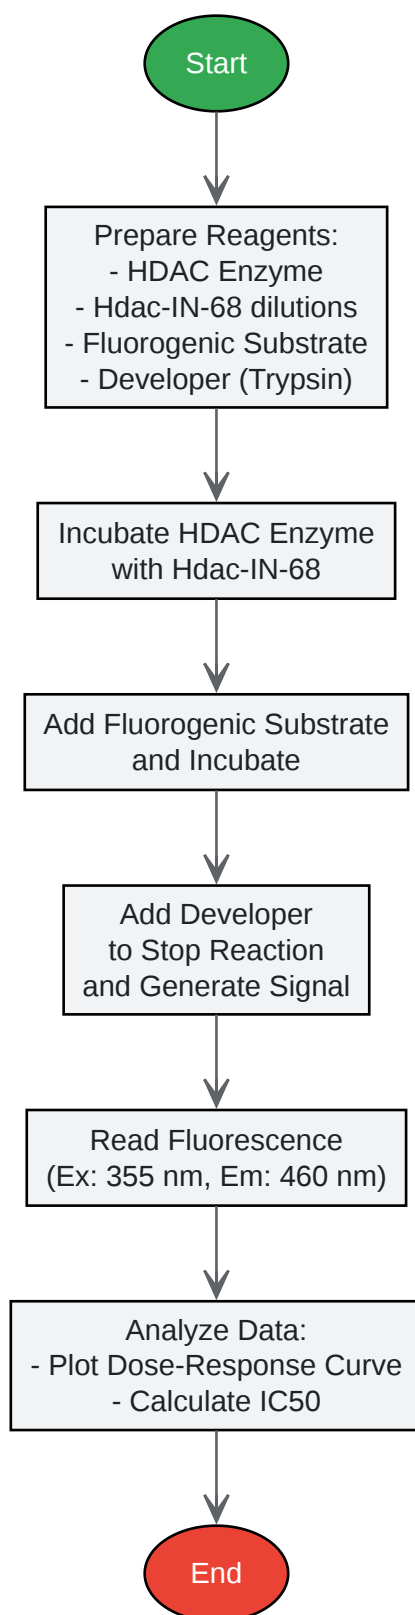 Start
Prepare Reagents:
- HDAC Enzyme
- Hdac-IN-68 dilutions
- Fluorogenic Substrate
- Developer (Trypsin)
Incubate HDAC Enzyme
with Hdac-IN-68
Add Fluorogenic Substrate
and Incubate
Add Developer
to Stop Reaction
and Generate Signal
Read Fluorescence
(Ex: 355 nm, Em: 460 nm)
Analyze Data:
- Plot Dose-Response Curve
- Calculate IC50
End